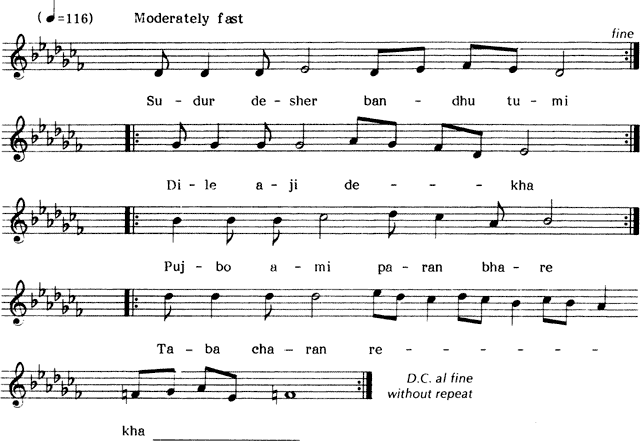 (♩=116) Moderately fast
fine
Su - dur de - sher ban - dhu tu - mi
Di - le a - ji de - - - kha
Puj - bo a - mi pa - ran bha - re
Ta - ba cha - ran re - - - - -
D.C. al fine
without repeat
kha